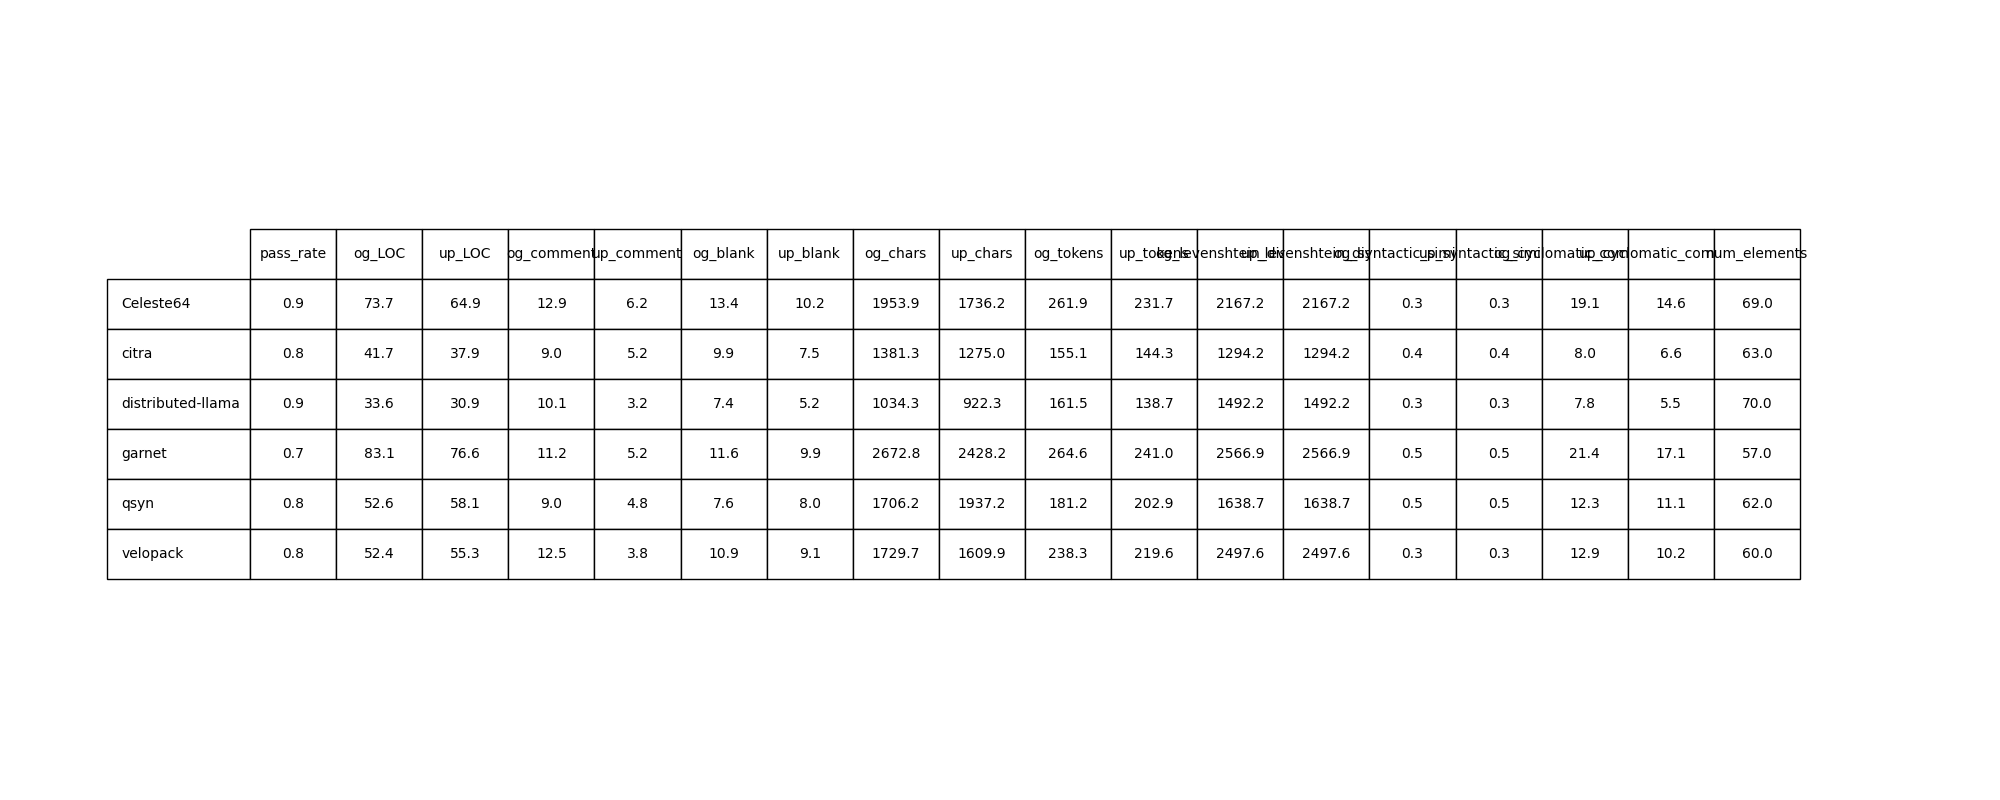 pass_rate og_LOC up_LOC og_comment up_comment og_blank up_blank og_chars up_chars og_tokens up_tokens num_elements
Celeste64 0.9 73.7 64.9 12.9 6.2 13.4 10.2 1953.9 1736.2 261.9 231.7 2167.2 2167.2 0.3 0.3 19.1 14.6 69.0
citra 0.8 41.7 37.9 9.0 5.2 9.9 7.5 1381.3 1275.0 155.1 144.3 1294.2 1294.2 0.4 0.4 8.0 6.6 63.0
distributed-llama 0.9 33.6 30.9 10.1 3.2 7.4 5.2 1034.3 922.3 161.5 138.7 1492.2 1492.2 0.3 0.3 7.8 5.5 70.0
garnet 0.7 83.1 76.6 11.2 5.2 11.6 9.9 2672.8 2428.2 264.6 241.0 2566.9 2566.9 0.5 0.5 21.4 17.1 57.0
qsyn 0.8 52.6 58.1 9.0 4.8 7.6 8.0 1706.2 1937.2 181.2 202.9 1638.7 1638.7 0.5 0.5 12.3 11.1 62.0
velopack 0.8 52.4 55.3 12.5 3.8 10.9 9.1 1729.7 1609.9 238.3 219.6 2497.6 2497.6 0.3 0.3 12.9 10.2 60.0